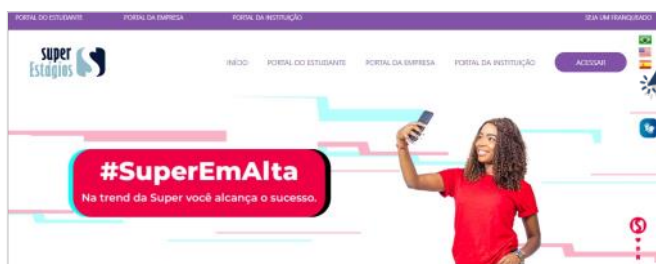 PORTAL DO ESTUDANTE PORTAL DA EMPRESA PORTAL DA INSTITUIÇÃO SEJA UM FRANQUEADO
super
Estágios
INÍCIO PORTAL DO ESTUDANTE PORTAL DA EMPRESA PORTAL DA INSTITUIÇÃO ACESSAR
#SuperEmAlta
Na trend da Super você alcança o sucesso.